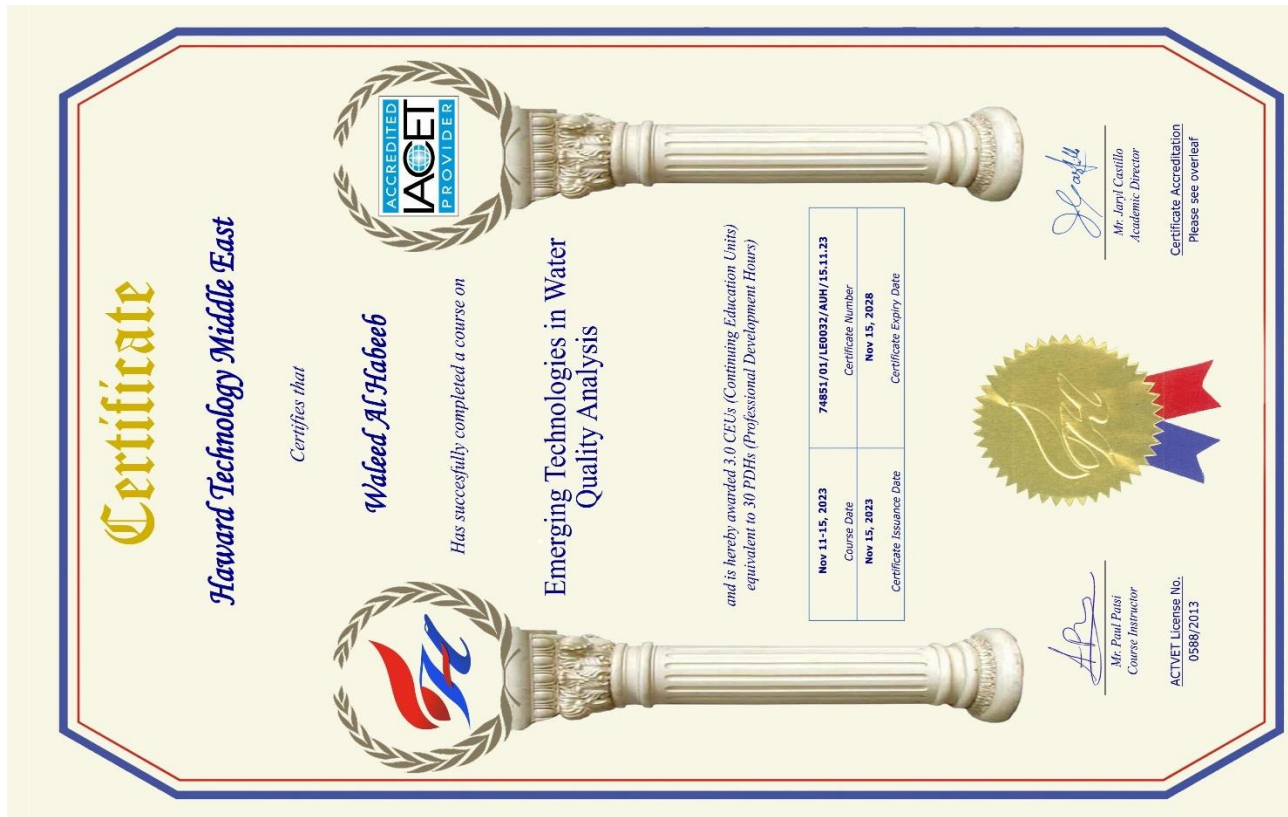 Certificate
Haward Technology Middle East
Certifies that
ACCREDITED
IACET
PROVIDER
Waleed Al Habeeb
Has succesfully completed a course on
Emerging Technologies in Water
Quality Analysis
and is hereby awarded 3.0 CEUs (Continuing Education Units)
equivalent to 30 PDHs (Professional Development Hours)
Nov 11-15, 2023 74851/01/LE0032/AUH/15.11.23
Course Date Certificate Number
Nov 15, 2023 Nov 15, 2028
Certificate Issuance Date Certificate Expiry Date
Mr. Paul Patsi
Course Instructor
ACTVET License No.
0588/2013
Mr. Jaryl Castillo
Academic Director
Certificate Accreditation
Please see overleaf